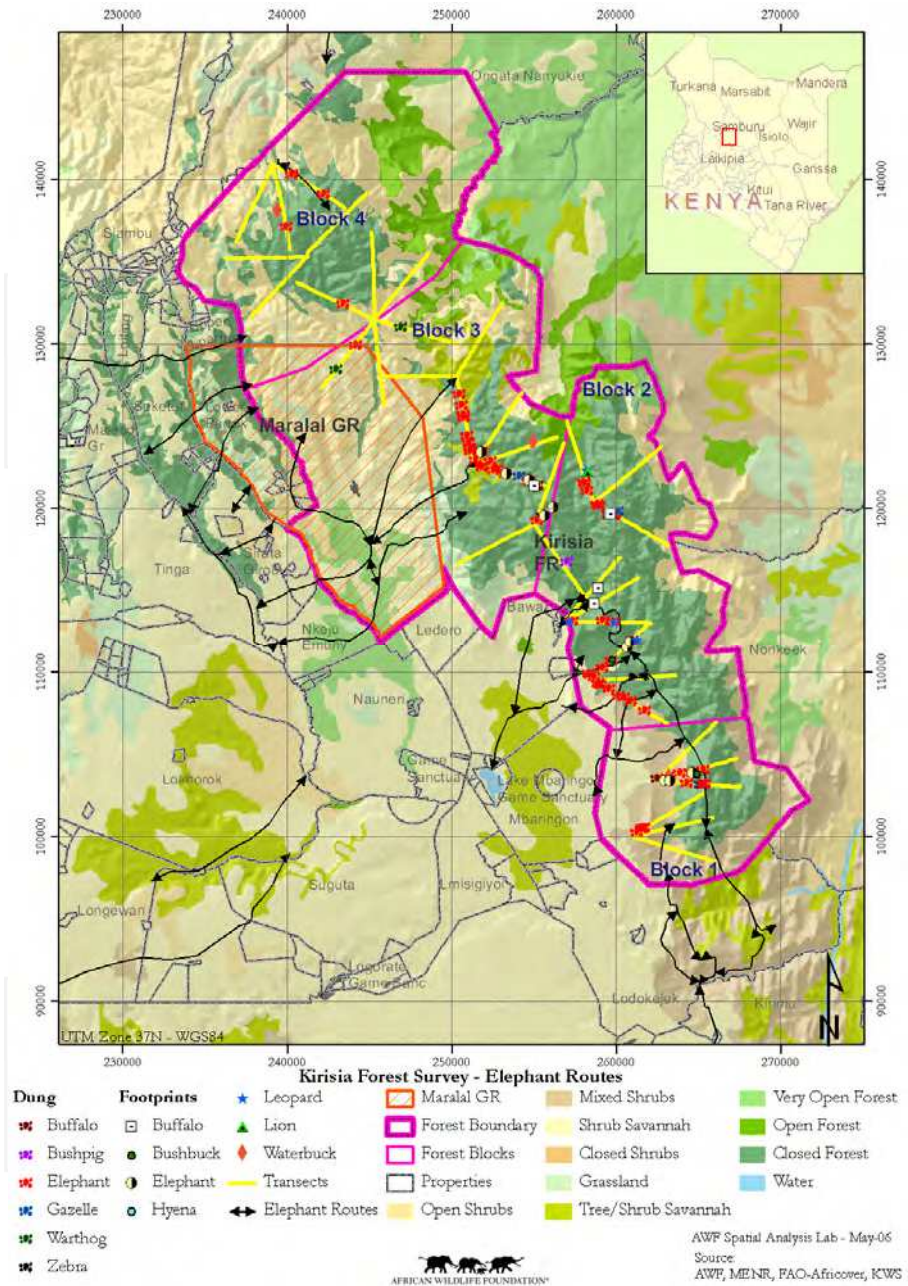 230000 240000 250000 260000 270000
Ongata Nanyukie
Turkana Marsabit Mandera
Samburu Wajir
Isiolo
Laikipia
Garissa
Kitui
KENYA Tana River
140000 140000
Block 4
Siambu
Block 3
130000 130000
Block 2
Maralal GR
120000 120000
Kirisia
FR
Tinga
Bawa
Nkeju
Emuny
Ledero
110000 110000
Nonkeek
Naunen
Game
Sanctuary
Lake Mbaringon
Game Sanctuary
Mbaringon
Loshorok
100000 100000
Block 1
Suguta
Lmisigiyoi
Longewan
Logorate
Game Sanc
Lodokejek
90000 90000
UTM Zone 37N - WGS84
N
230000 240000 250000 260000 270000
Kirisia Forest Survey - Elephant Routes
Dung Footprints Leopard Maralal GR Mixed Shrubs Very Open Forest
Buffalo Buffalo Lion Forest Boundary Shrub Savannah Open Forest
Bushpig Bushbuck Waterbuck Forest Blocks Closed Shrubs Closed Forest
Elephant Elephant Transects Properties Grassland Water
Gazelle Hyena Elephant Routes Open Shrubs Tree/Shrub Savannah
Warthog
Zebra
AWF Spatial Analysis Lab - May-06
Source:
AWF, MENR, FAO-Africover, KWS
AFRICAN WILDLIFE FOUNDATION®